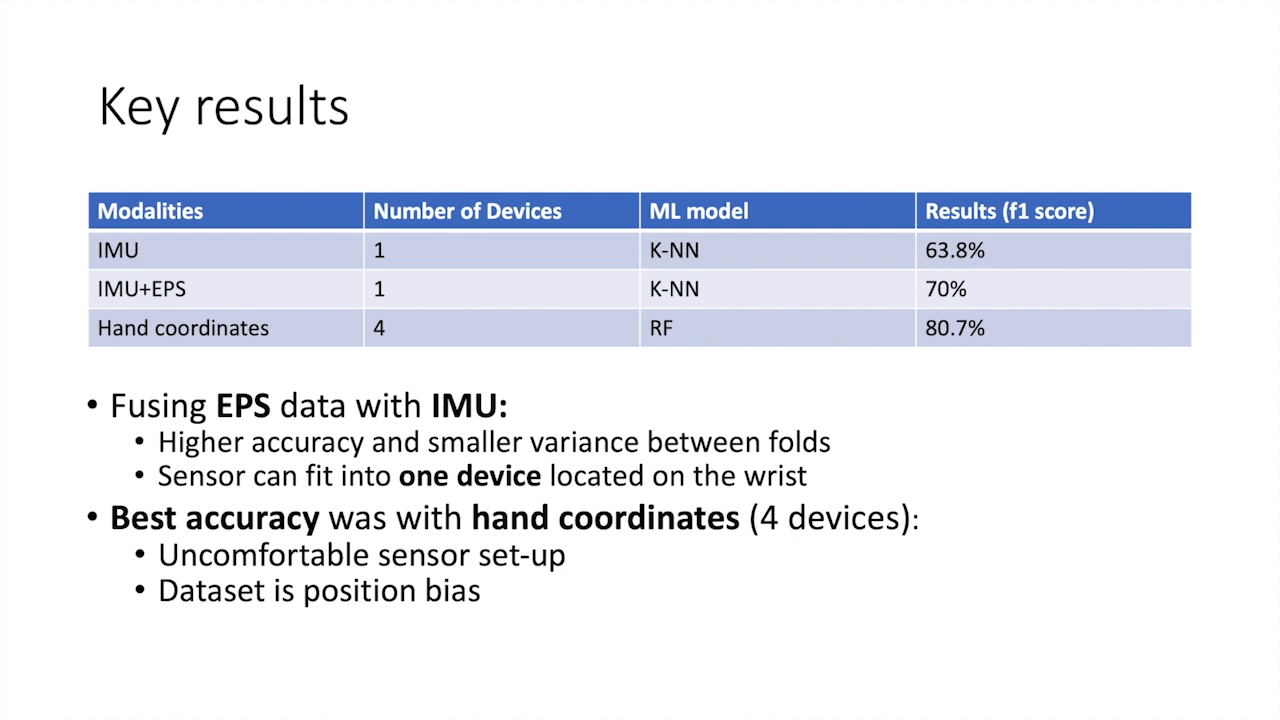 Key results
Modalities Number of Devices ML model Results (f1 score)
IMU 1 K-NN 63.8%
IMU+EPS 1 K-NN 70%
Hand coordinates 4 RF 80.7%
• Fusing EPS data with IMU:
• Higher accuracy and smaller variance between folds
• Sensor can fit into one device located on the wrist
• Best accuracy was with hand coordinates (4 devices):
• Uncomfortable sensor set-up
• Dataset is position bias